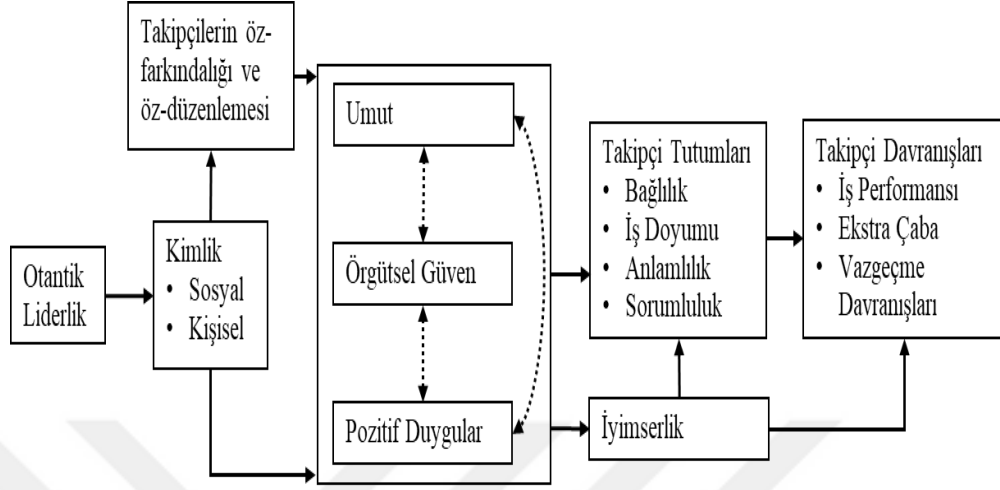 Takipçilerin öz-
farkındalığı ve
öz-düzenlemesi
Otantik
Liderlik
Kimlik
• Sosyal
• Kişisel
Umut
Örgütsel Güven
Pozitif Duygular
Takipçi Tutumları
• Bağlılık
• İş Doyumu
• Anlamlılık
• Sorumluluk
İyimserlik
Takipçi Davranışları
• İş Performansı
• Ekstra Çaba
• Vazgeçme
Davranışları